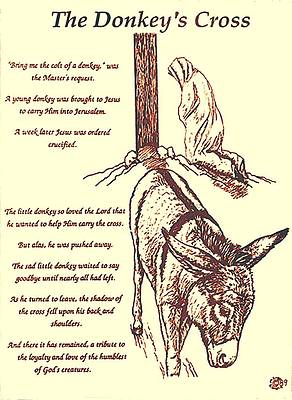 The Donkey's Cross
"Bring me the colt of a donkey," was
the Master's request.
A young donkey was brought to Jesus
to carry Him into Jerusalem.
A week later Jesus was ordered
crucified.
The little donkey so loved the Lord that
he wanted to help Him carry the cross.
But alas, he was pushed away.
The sad little donkey waited to say
goodbye until nearly all had left.
As he turned to leave, the shadow of
the cross fell upon his back and
shoulders.
And there it has remained, a tribute to
the loyalty and love of the humblest
of God's creatures.